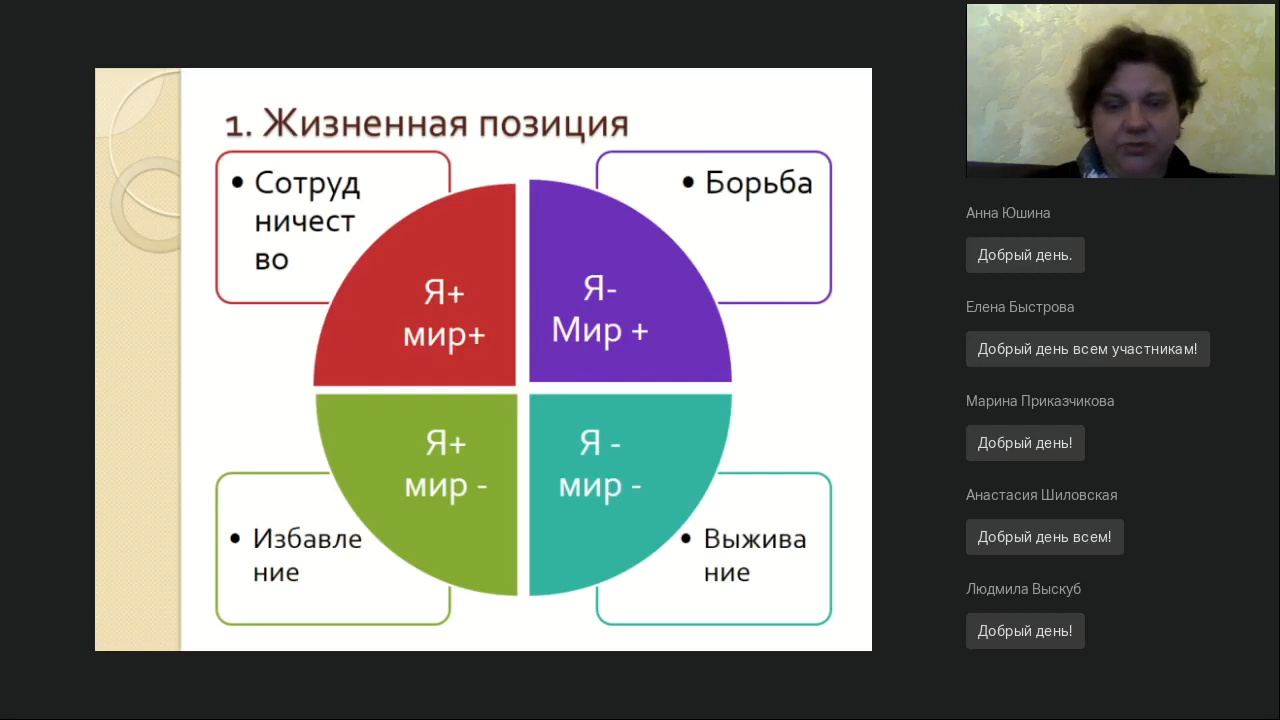 1. Жизненная позиция
• Сотруд
ничест
во
• Борьба
Я+
мир+
Я-
Мир +
Я+
мир -
Я -
мир -
• Избавле
ние
• Выжива
ние
Анна Юшина
Добрый день.
Елена Быстрова
Добрый день всем участникам!
Марина Приказчикова
Добрый день!
Анастасия Шиловская
Добрый день всем!
Людмила Выскуб
Добрый день!